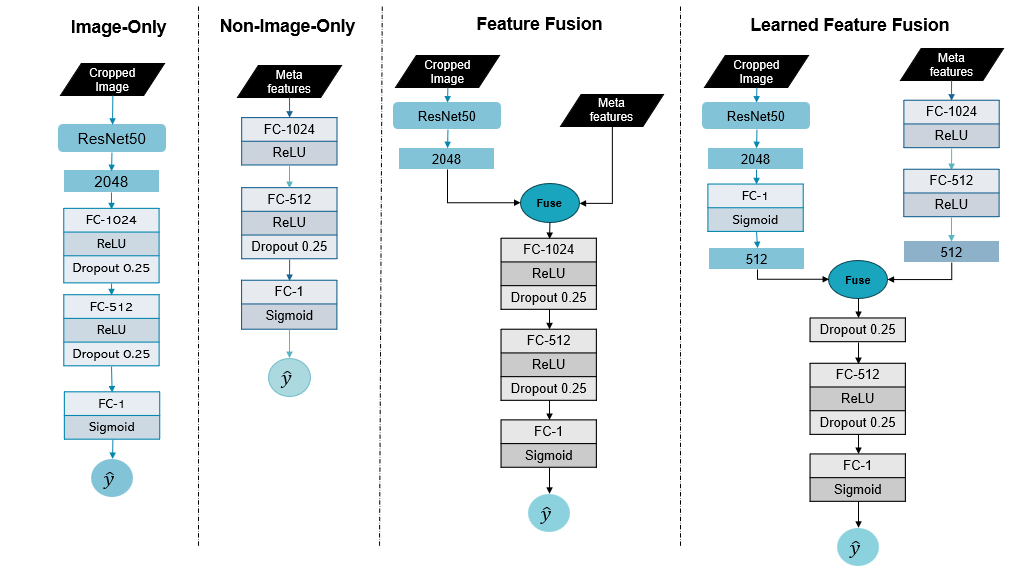 Image-Only
Cropped
Image
ResNet50
2048
FC-1024
ReLU
Dropout 0.25
FC-512
ReLU
Dropout 0.25
FC-1
Sigmoid
ŷ
Non-Image-Only
Meta
features
FC-1024
ReLU
FC-512
ReLU
Dropout 0.25
FC-1
Sigmoid
ŷ
Feature Fusion
Cropped
Image
ResNet50
2048
Meta
features
Fuse
FC-1024
ReLU
Dropout 0.25
FC-512
ReLU
Dropout 0.25
FC-1
Sigmoid
ŷ
Learned Feature Fusion
Cropped
Image
ResNet50
2048
FC-1
Sigmoid
512
Meta
features
FC-1024
ReLU
FC-512
ReLU
512
Fuse
Dropout 0.25
FC-512
ReLU
Dropout 0.25
FC-1
Sigmoid
ŷ